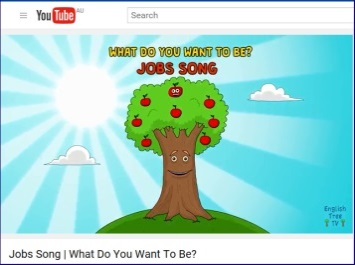 YouTube AU
Search
WHAT DO YOU WANT TO BE?
JOBS SONG
English
Tree
TV
Jobs Song | What Do You Want To Be?